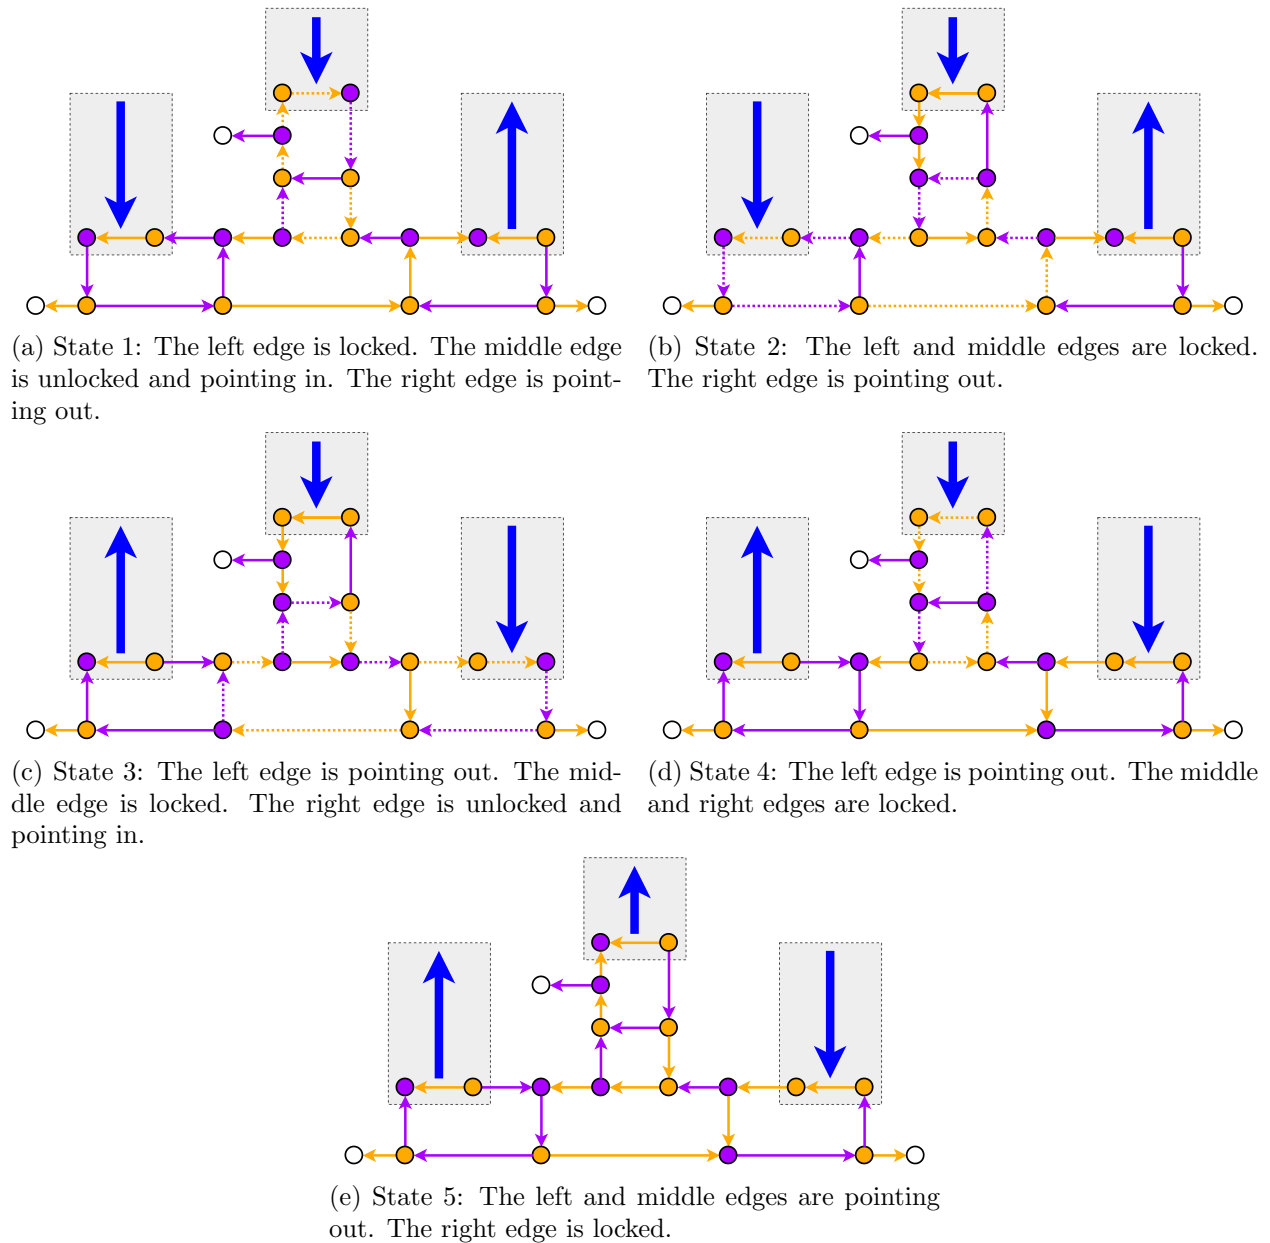 (a) State 1: The left edge is locked. The middle edge
is unlocked and pointing in. The right edge is point-
ing out.
(b) State 2: The left and middle edges are locked.
The right edge is pointing out.
(c) State 3: The left edge is pointing out. The mid-
dle edge is locked. The right edge is unlocked and
pointing in.
(d) State 4: The left edge is pointing out. The middle
and right edges are locked.
(e) State 5: The left and middle edges are pointing
out. The right edge is locked.